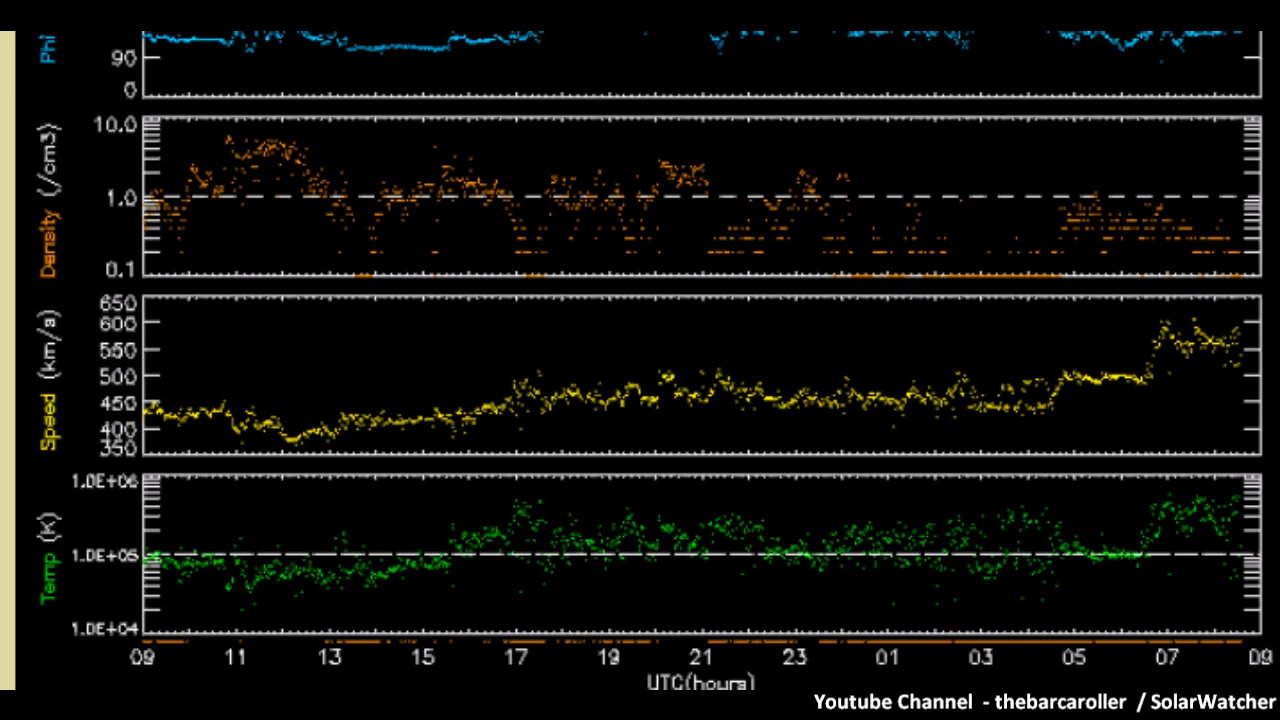 Phi
90
0
Density (/cm3)
10.0
1.0
0.1
Speed (km/a)
650
600
550
500
450
400
350
Temp (K)
1.0E+06
1.0E+05
1.0E+04
09 11 13 15 17 19 21 23 01 03 05 07 09
UTC(hours)
Youtube Channel - thebarcaroller / SolarWatcher